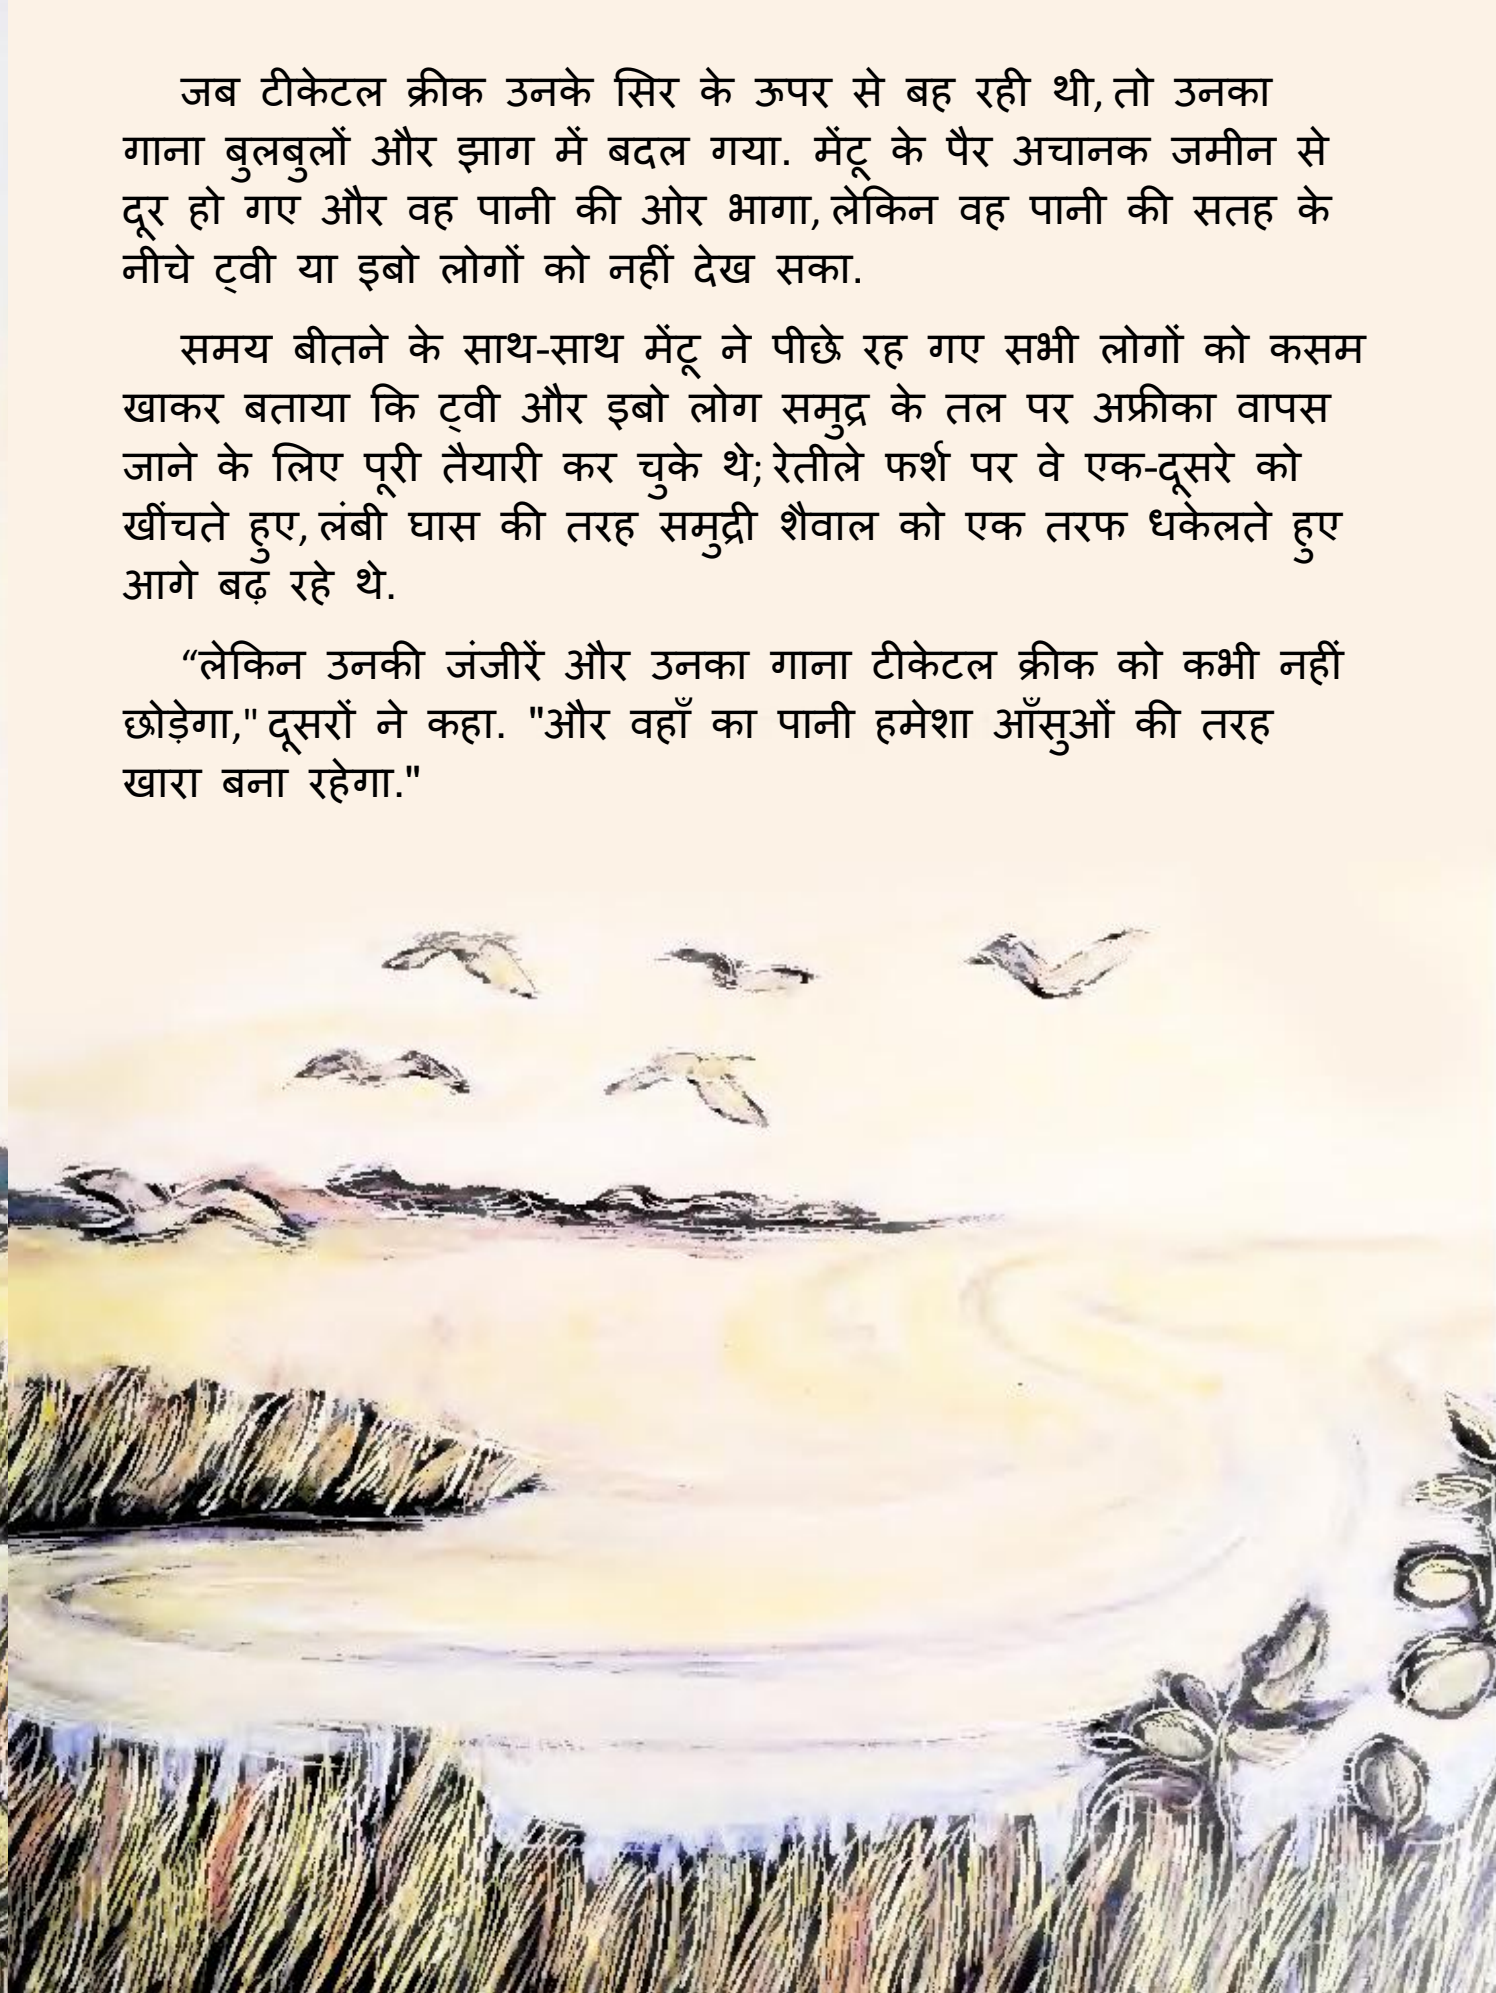 जब टीकेटल क्रीक उनके सिर के ऊपर से बह रही थी, तो उनका
गाना बुलबुलों और झाग में बदल गया. मेंटू के पैर अचानक जमीन से
दूर हो गए और वह पानी की ओर भागा, लेकिन वह पानी की सतह के
नीचे ट्वी या इबो लोगों को नहीं देख सका.
समय बीतने के साथ-साथ मेंटू ने पीछे रह गए सभी लोगों को कसम
खाकर बताया कि ट्वी और इबो लोग समुद्र के तल पर अफ्रीका वापस
जाने के लिए पूरी तैयारी कर चुके थे; रेतीले फर्श पर वे एक-दूसरे को
खींचते हुए, लंबी घास की तरह समुद्री शैवाल को एक तरफ धकेलते हुए
आगे बढ़ रहे थे.
“लेकिन उनकी जंजीरें और उनका गाना टीकेटल क्रीक को कभी नहीं
छोड़ेगा," दूसरों ने कहा. "और वहाँ का पानी हमेशा आँसुओं की तरह
खारा बना रहेगा."